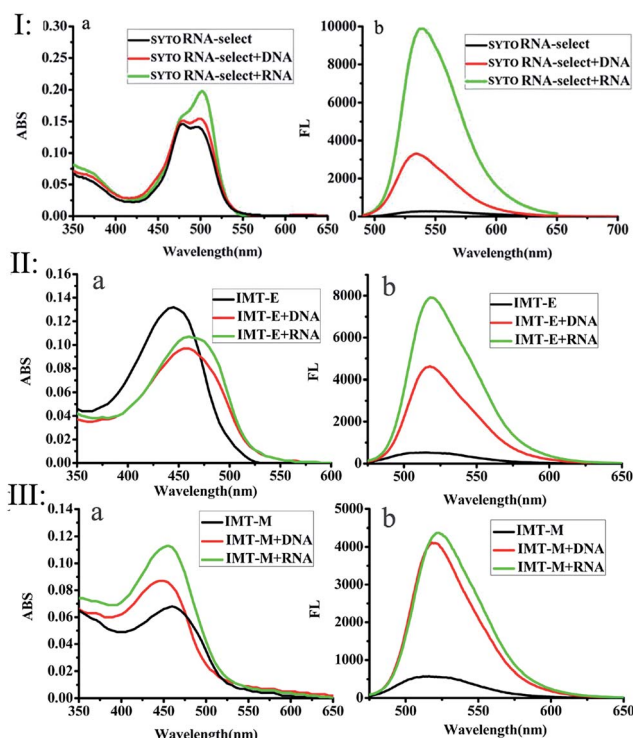 I:
a
0.30
0.25
0.20
0.15
0.10
0.05
0.00
ABS
SYTO RNA-select
SYTO RNA-select+DNA
SYTO RNA-select+RNA
350 400 450 500 550 600 650
Wavelength(nm)
b
10000
8000
6000
4000
2000
0
FL
SYTO RNA-select
SYTO RNA-select+DNA
SYTO RNA-select+RNA
500 550 600 650 700
Wavelength(nm)
II:
a
0.16
0.14
0.12
0.10
0.08
0.06
0.04
0.02
0.00
ABS
IMT-E
IMT-E+DNA
IMT-E+RNA
350 400 450 500 550 600
Wavelength(nm)
b
8000
6000
4000
2000
0
FL
IMT-E
IMT-E+DNA
IMT-E+RNA
500 550 600 650
Wavelength(nm)
III:
a
0.14
0.12
0.10
0.08
0.06
0.04
0.02
0.00
ABS
IMT-M
IMT-M+DNA
IMT-M+RNA
350 400 450 500 550 600 650
Wavelength(nm)
b
5000
4000
3000
2000
1000
0
FL
IMT-M
IMT-M+DNA
IMT-M+RNA
500 550 600 650
Wavelength(nm)